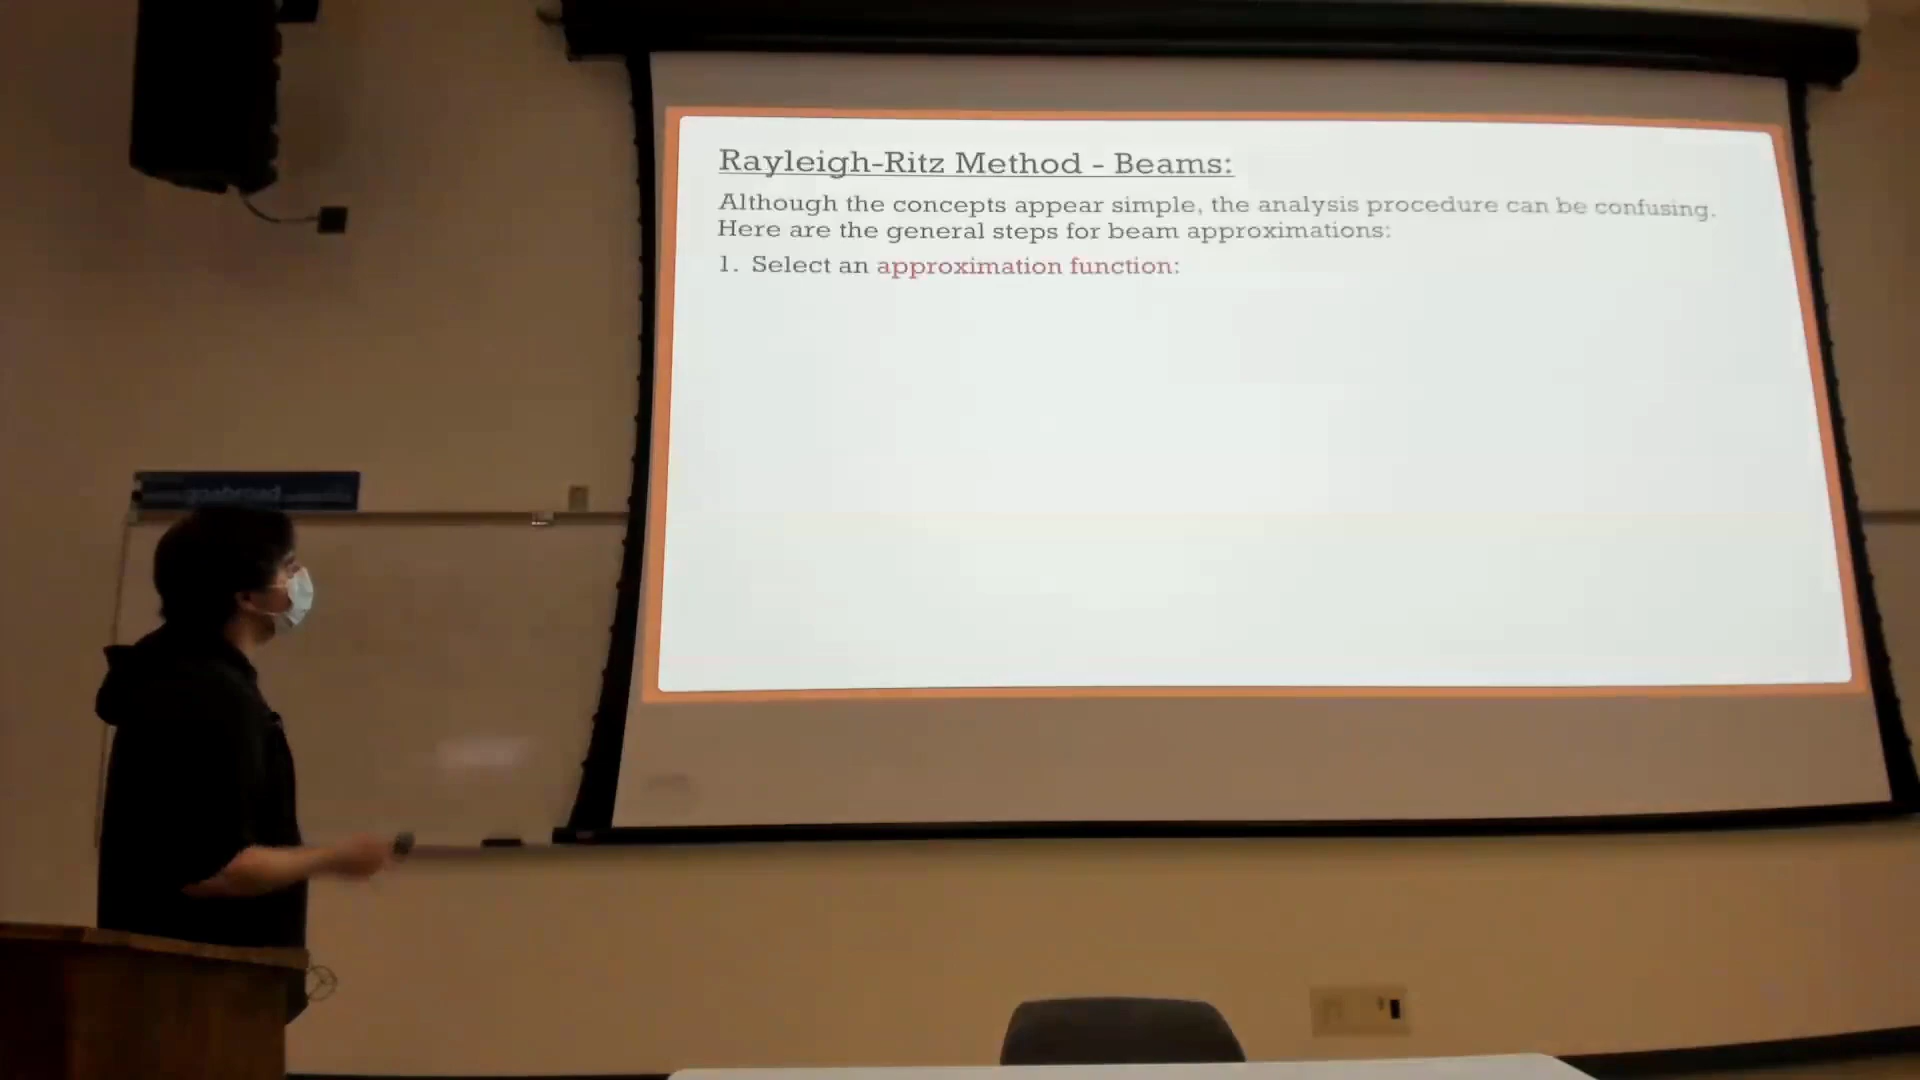 Rayleigh-Ritz Method - Beams:
Although the concepts appear simple, the analysis procedure can be confusing.
Here are the general steps for beam approximations:
1. Select an approximation function:
goabroad